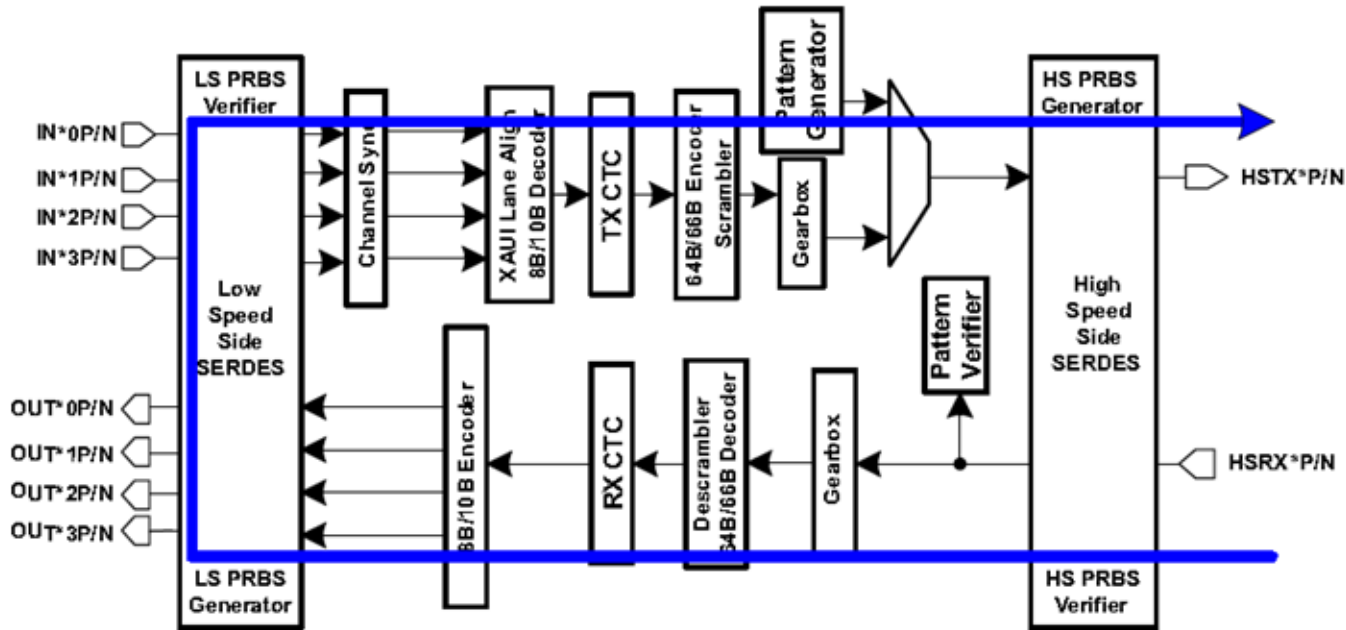 LS PRBS
Verifier
IN*0P/N
IN*1P/N
IN*2P/N
IN*3P/N
Low
Speed
Side
SERDES
OUT*0P/N
OUT*1P/N
OUT*2P/N
OUT*3P/N
LS PRBS
Generator
Channel Sync
XAUI Lane Align
8B/10B Decoder
TX CTC
64B/66B Encoder
Scrambler
Pattern
Generator
Gearbox
HS PRBS
Generator
HSTX*P/N
High
Speed
Side
SERDES
Pattern
Verifier
8B/10B Encoder
RX CTC
Descrambler
64B/66B Decoder
Gearbox
HSRX*P/N
HS PRBS
Verifier